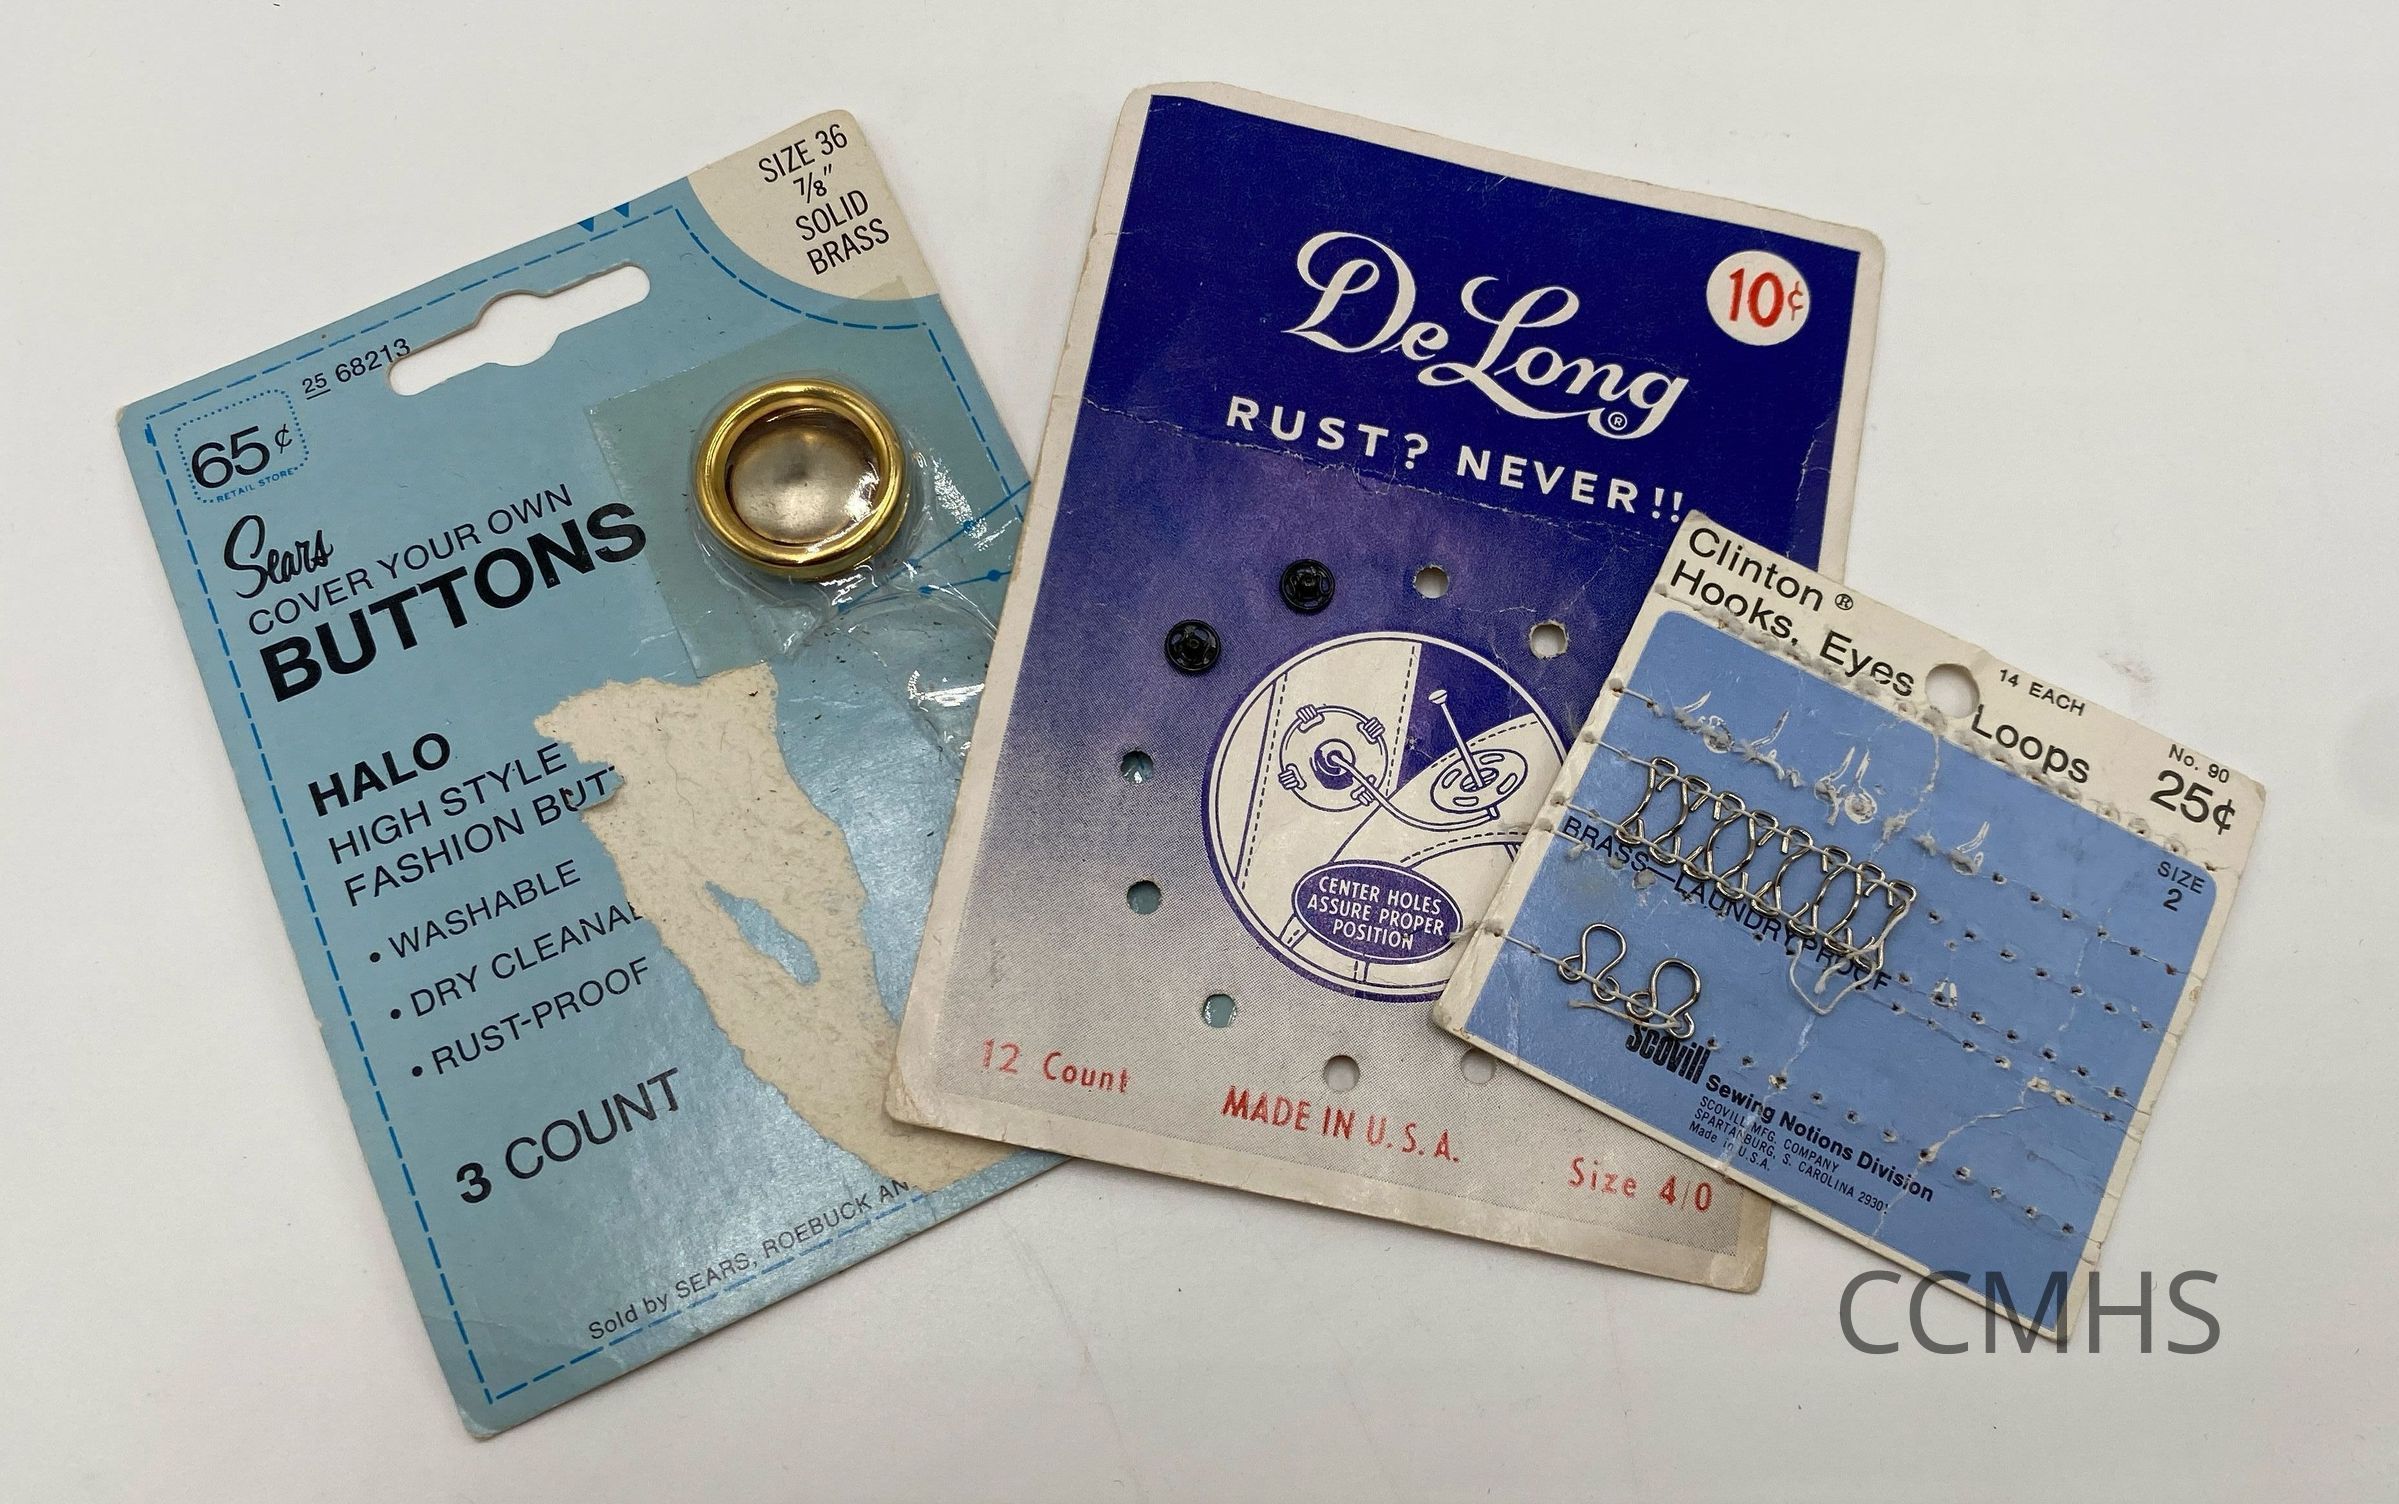 SIZE 36
7/8"
SOLID
BRASS
25 68213
65¢
RETAIL STORE
Sears
COVER YOUR OWN
BUTTONS
HALO
HIGH STYLE
FASHION BUT
• WASHABLE
• DRY CLEANAB
• RUST-PROOF
3 COUNT
Sold by SEARS, ROEBUCK AN
De Long®
10¢
RUST? NEVER!!
CENTER HOLES
ASSURE PROPER
POSITION
12 Count
MADE IN U.S.A.
Size 4/0
Clinton®
Hooks, Eyes
Loops
14 EACH
No. 90
25¢
SIZE
2
BRASS—LAUNDRY PROOF
Scovill Sewing Notions Division
SCOVILL MFG. COMPANY
SPARTANBURG, S. CAROLINA 29301
Made in U.S.A.
CCMHS